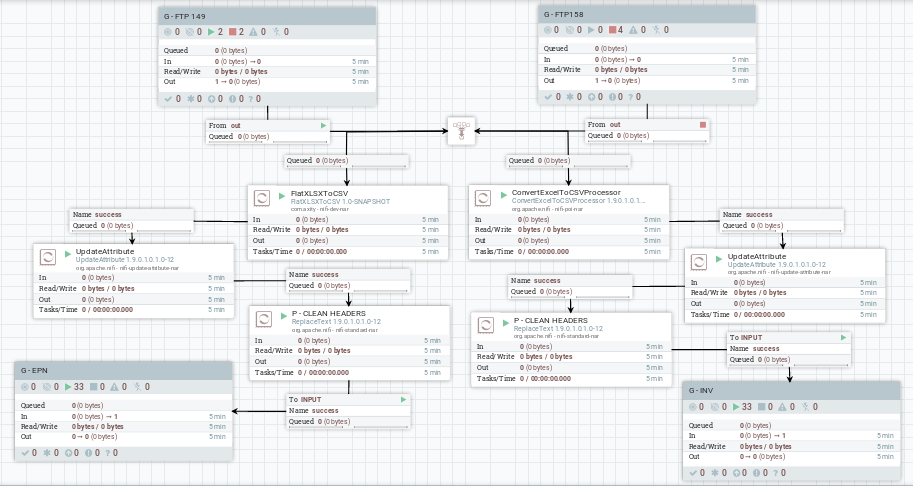 G - FTP 149
0 0 2 2 0 0
Queued 0 (0 bytes)
In 0 (0 bytes) → 0 5 min
Read/Write 0 bytes / 0 bytes 5 min
Out 1 → 0 (0 bytes) 5 min
0 0 0 0 ? 0
G - FTP158
0 0 0 4 0 0
Queued 0 (0 bytes)
In 0 (0 bytes) → 0 5 min
Read/Write 0 bytes / 0 bytes 5 min
Out 1 → 0 (0 bytes) 5 min
0 0 0 0 ? 0
From out
Queued 0 (0 bytes)
From out
Queued 0 (0 bytes)
Queued 0 (0 bytes)
Queued 0 (0 bytes)
FlatXLSXToCSV
FlatXLSXToCSV 1.0-SNAPSHOT
In 0 (0 bytes) 5 min
Read/Write 0 bytes / 0 bytes 5 min
Out 0 (0 bytes) 5 min
Tasks/Time 0 / 00:00:00.000 5 min
ConvertExcelToCSVProcessor
ConvertExcelToCSVProcessor 1.9.0.1.0.1...
org.apache.nifi - nifi-poi-nar
In 0 (0 bytes) 5 min
Read/Write 0 bytes / 0 bytes 5 min
Out 0 (0 bytes) 5 min
Tasks/Time 0 / 00:00:00.000 5 min
Name success
Queued 0 (0 bytes)
Name success
Queued 0 (0 bytes)
UpdateAttribute
UpdateAttribute 1.9.0.1.0.1.0-12
org.apache.nifi - nifi-update-attribute-nar
In 0 (0 bytes) 5 min
Read/Write 0 bytes / 0 bytes 5 min
Out 0 (0 bytes) 5 min
Tasks/Time 0 / 00:00:00.000 5 min
UpdateAttribute
UpdateAttribute 1.9.0.1.0.1.0-12
org.apache.nifi - nifi-update-attribute-nar
In 0 (0 bytes) 5 min
Read/Write 0 bytes / 0 bytes 5 min
Out 0 (0 bytes) 5 min
Tasks/Time 0 / 00:00:00.000 5 min
Name success
Queued 0 (0 bytes)
Name success
Queued 0 (0 bytes)
P - CLEAN HEADERS
ReplaceText 1.9.0.1.0.1.0-12
org.apache.nifi - nifi-standard-nar
In 0 (0 bytes) 5 min
Read/Write 0 bytes / 0 bytes 5 min
Out 0 (0 bytes) 5 min
Tasks/Time 0 / 00:00:00.000 5 min
P - CLEAN HEADERS
ReplaceText 1.9.0.1.0.1.0-12
org.apache.nifi - nifi-standard-nar
In 0 (0 bytes) 5 min
Read/Write 0 bytes / 0 bytes 5 min
Out 0 (0 bytes) 5 min
Tasks/Time 0 / 00:00:00.000 5 min
To INPUT
Name success
Queued 0 (0 bytes)
To INPUT
Name success
Queued 0 (0 bytes)
G - EPN
0 0 33 0 0 0
Queued 0 (0 bytes)
In 0 (0 bytes) → 1 5 min
Read/Write 0 bytes / 0 bytes 5 min
Out 0 → 0 (0 bytes) 5 min
0 0 0 0 ? 0
G - INV
0 0 33 0 0 0
Queued 0 (0 bytes)
In 0 (0 bytes) → 1 5 min
Read/Write 0 bytes / 0 bytes 5 min
Out 0 → 0 (0 bytes) 5 min
0 0 0 0 ? 0